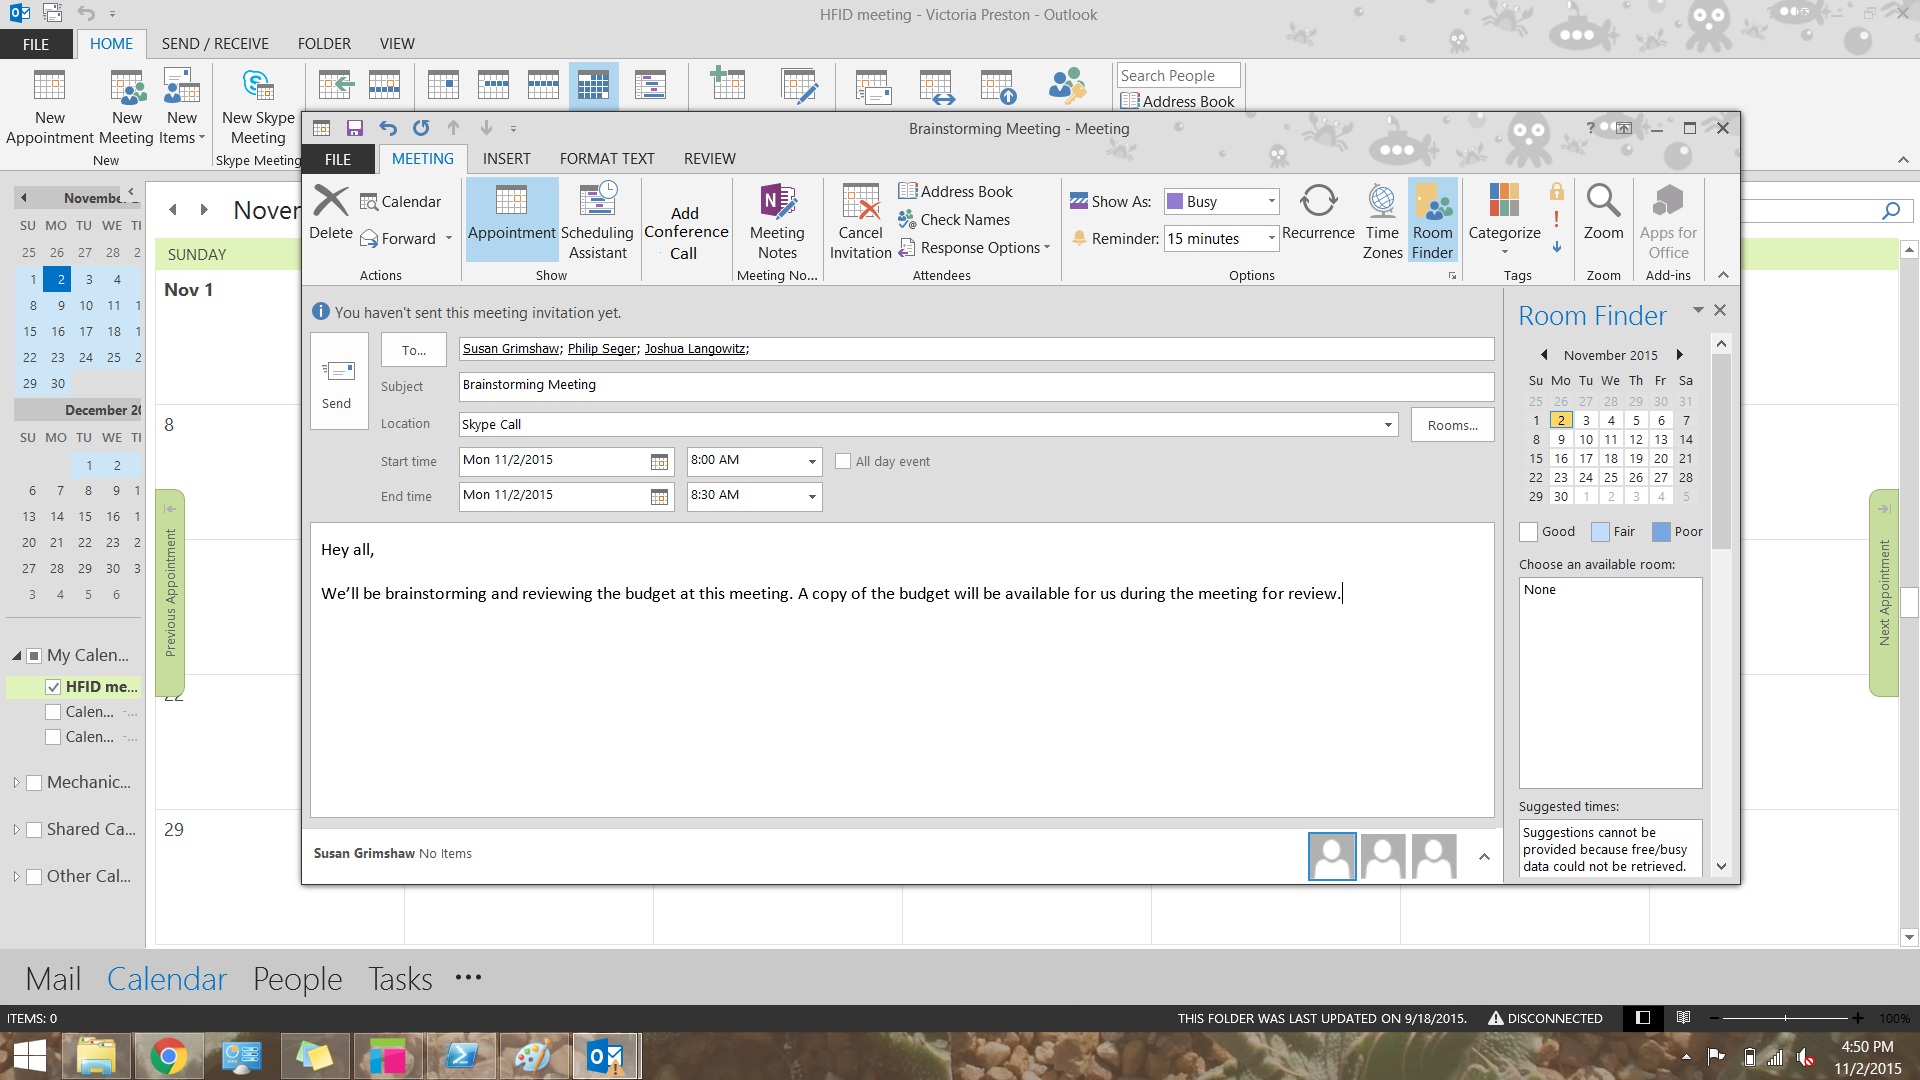 HFID meeting - Victoria Preston - Outlook
FILE HOME SEND / RECEIVE FOLDER VIEW
New Appointment
New Meeting
New Items
New
New Skype Meeting
Skype Meeting
Search People
Address Book
Brainstorming Meeting - Meeting
?
FILE MEETING INSERT FORMAT TEXT REVIEW
Delete
Calendar
Forward
Actions
Appointment
Scheduling Assistant
Show
Add Conference Call
Meeting Notes
Meeting No...
Cancel Invitation
Address Book
Check Names
Response Options
Attendees
Show As: Busy
Reminder: 15 minutes
Recurrence
Time Zones
Room Finder
Options
Categorize
Tags
Zoom
Zoom
Apps for Office
Add-ins
You haven't sent this meeting invitation yet.
Send
To... Susan Grimshaw; Philip Seger; Joshua Langowitz;
Subject Brainstorming Meeting
Location Skype Call Rooms...
Start time Mon 11/2/2015 8:00 AM All day event
End time Mon 11/2/2015 8:30 AM
Hey all,
We'll be brainstorming and reviewing the budget at this meeting. A copy of the budget will be available for us during the meeting for review.
Susan Grimshaw No Items
Room Finder
November 2015
Su Mo Tu We Th Fr Sa
25 26 27 28 29 30 31
1 2 3 4 5 6 7
8 9 10 11 12 13 14
15 16 17 18 19 20 21
22 23 24 25 26 27 28
29 30 1 2 3 4 5
Good Fair Poor
Choose an available room:
None
Suggested times:
Suggestions cannot be
provided because free/busy
data could not be retrieved.
SU MO TU WE
25 26 27 28 2
1 2 3 4
8 9 10 11 1
15 16 17 18 1
22 23 24 25 2
29 30
December 20
SU MO TU WE
1 2
6 7 8 9 1
13 14 15 16 1
20 21 22 23 2
27 28 29 30 3
3 4 5 6
My Calen...
HFID me...
Calen... -...
Calen... -...
Mechanic...
Shared Ca...
Other Cal...
Noven
SUNDAY
Nov 1
8
22
29
Previous Appointment
Next Appointment
Mail Calendar People Tasks ...
ITEMS: 0
THIS FOLDER WAS LAST UPDATED ON 9/18/2015.
DISCONNECTED
100%
4:50 PM
11/2/2015